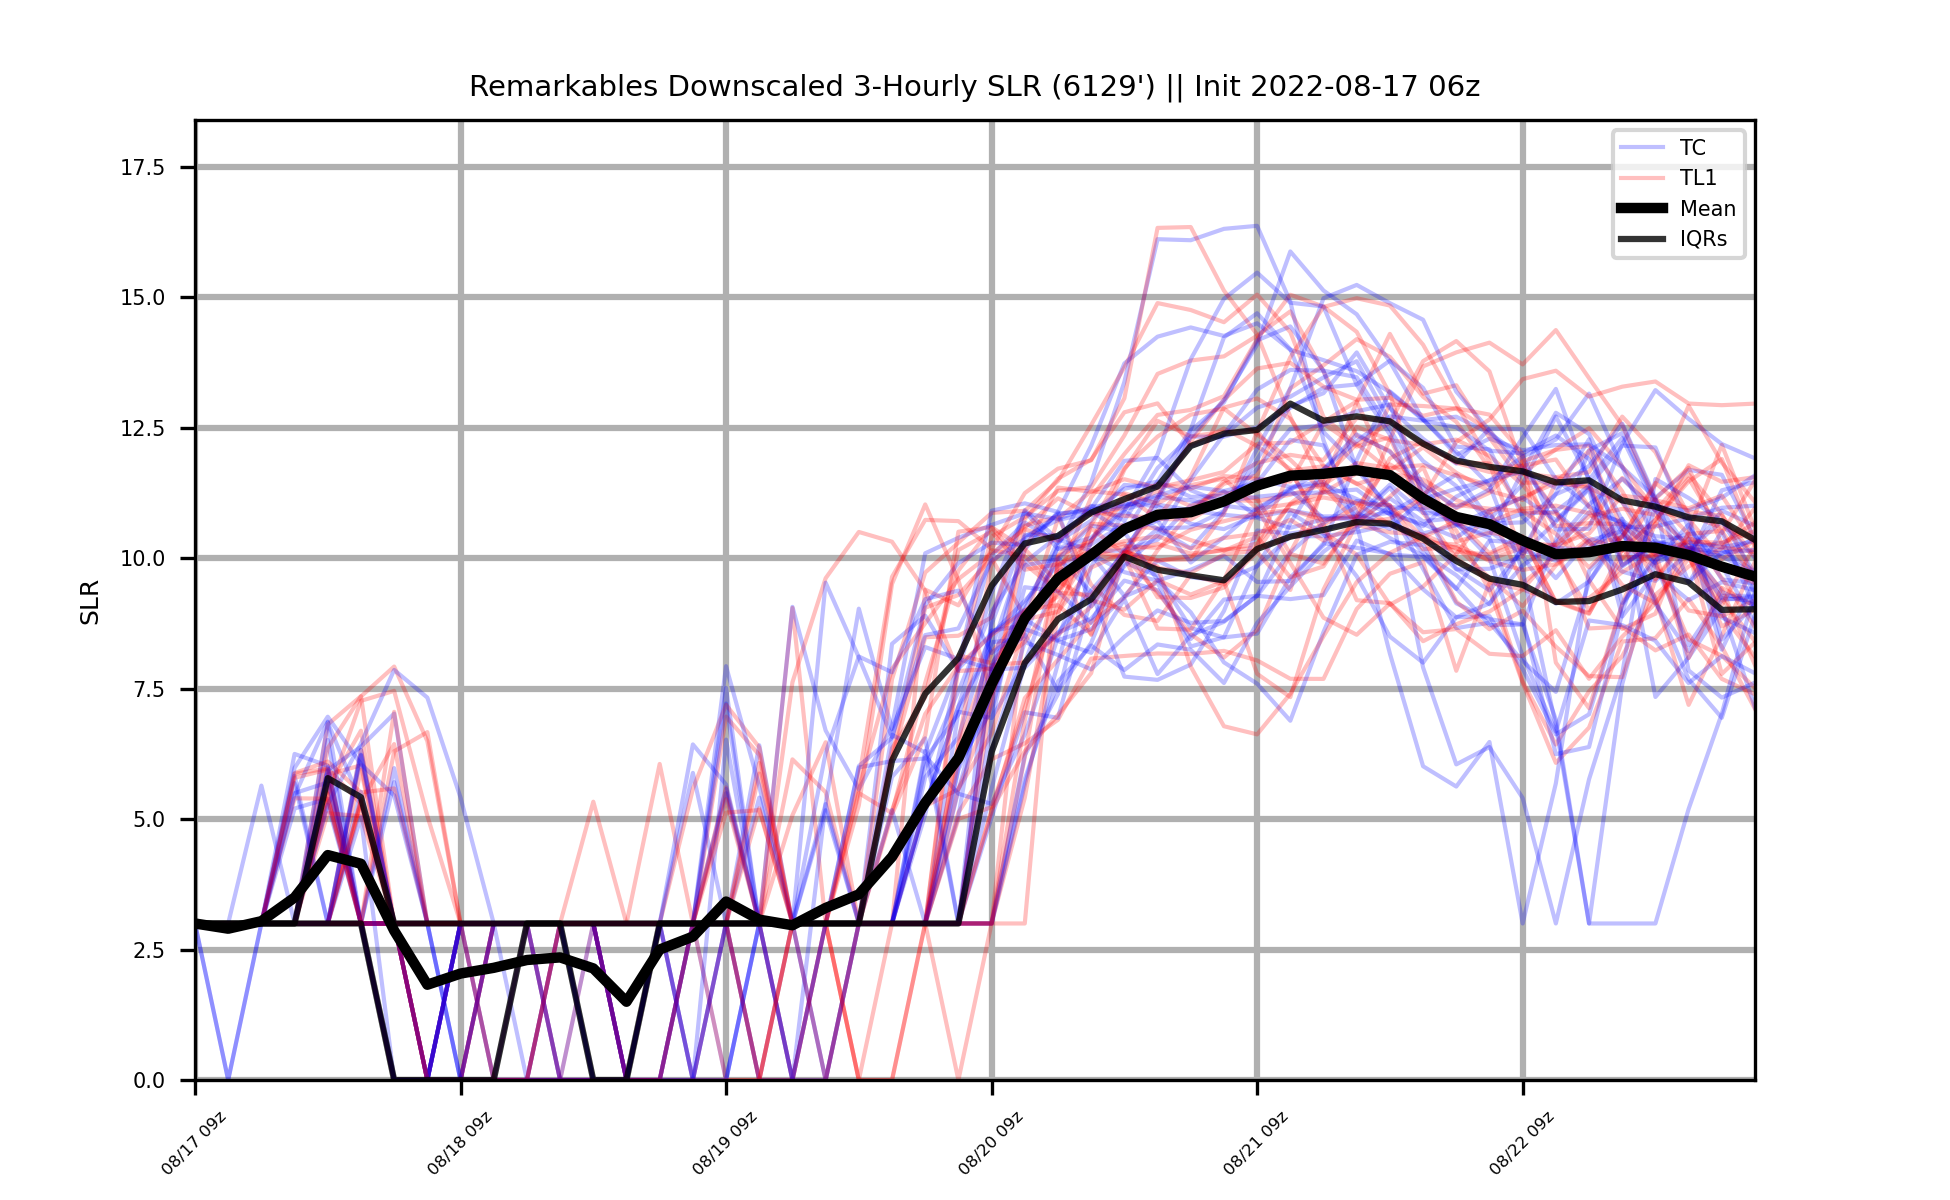 Remarkables Downscaled 3-Hourly SLR (6129') || Init 2022-08-17 06z
TC
TL1
Mean
IQRs
17.5
15.0
12.5
10.0
7.5
5.0
2.5
0.0
SLR
08/17 09z
08/18 09z
08/19 09z
08/20 09z
08/21 09z
08/22 09z